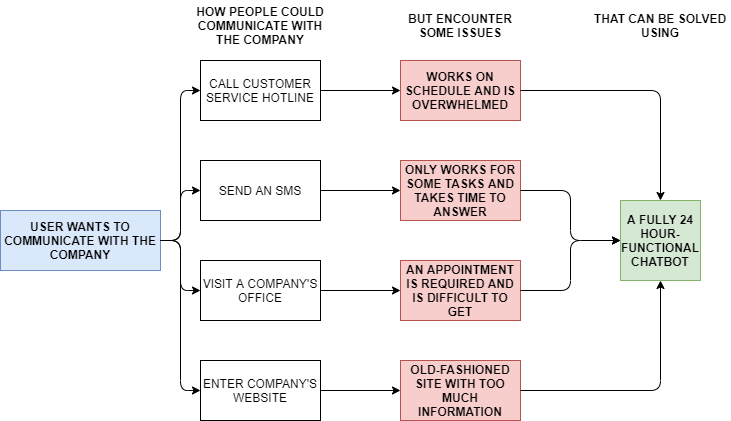 HOW PEOPLE COULD
COMMUNICATE WITH
THE COMPANY
BUT ENCOUNTER
SOME ISSUES
THAT CAN BE SOLVED
USING
CALL CUSTOMER
SERVICE HOTLINE
WORKS ON
SCHEDULE AND IS
OVERWHELMED
SEND AN SMS
ONLY WORKS FOR
SOME TASKS AND
TAKES TIME TO
ANSWER
USER WANTS TO
COMMUNICATE WITH THE
COMPANY
A FULLY 24
HOUR-
FUNCTIONAL
CHATBOT
VISIT A COMPANY'S
OFFICE
AN APPOINTMENT
IS REQUIRED AND
IS DIFFICULT TO
GET
ENTER COMPANY'S
WEBSITE
OLD-FASHIONED
SITE WITH TOO
MUCH
INFORMATION